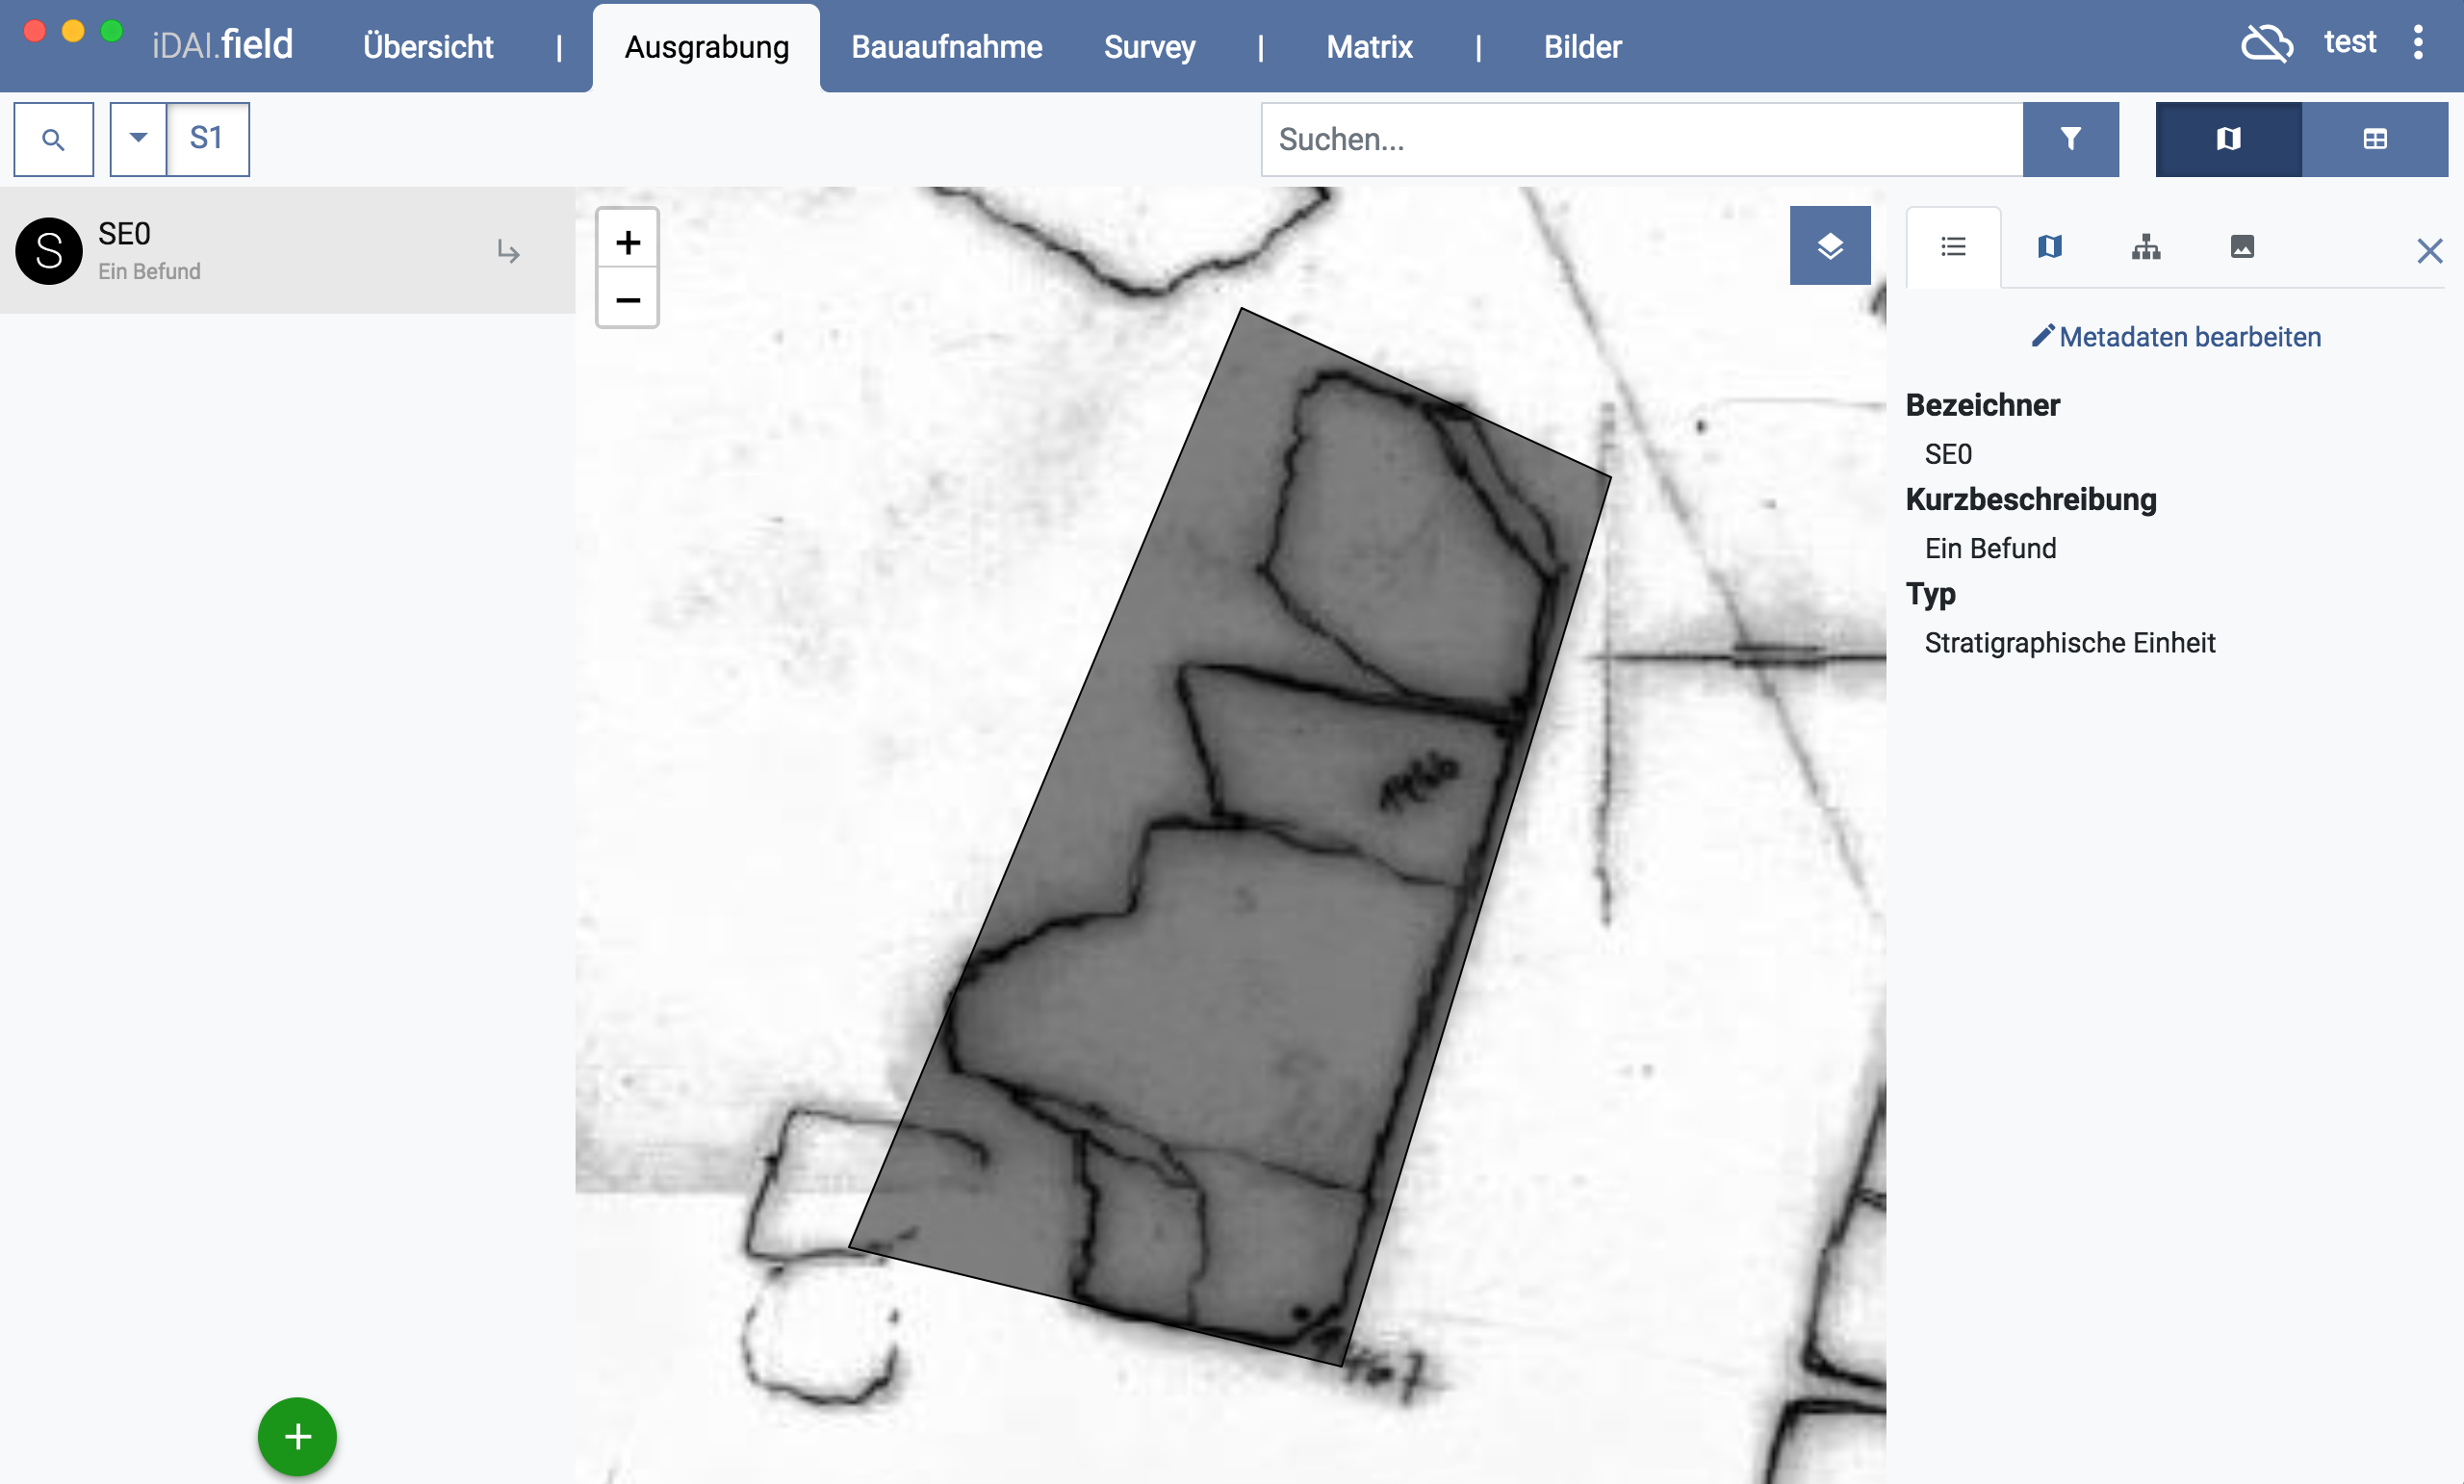 iDAI.field Übersicht | Ausgrabung Bauaufnahme Survey | Matrix | Bilder test
S1 Suchen...
S SE0
Ein Befund
+
−
Metadaten bearbeiten
Bezeichner
SE0
Kurzbeschreibung
Ein Befund
Typ
Stratigraphische Einheit
+